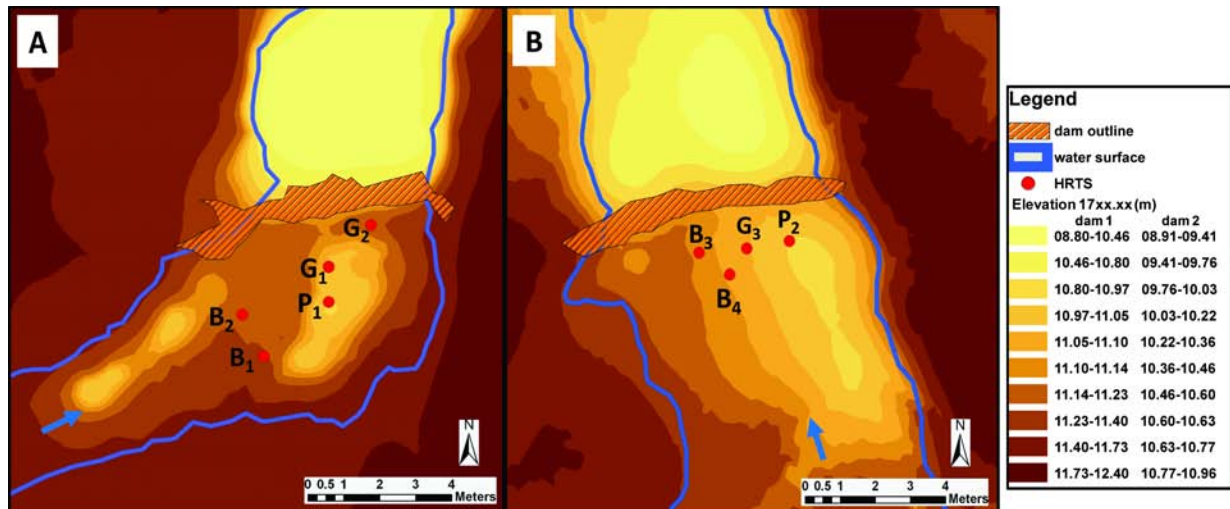 A
G₂
G₁
P₁
B₂
B₁
N
0 0.5 1 2 3 4
Meters
B
B₃
G₃
P₂
B₄
N
0 0.5 1 2 3 4
Meters
Legend
dam outline
water surface
HRTS
Elevation 17xx.xx (m)
dam 1 dam 2
08.80-10.46 08.91-09.41
10.46-10.80 09.41-09.76
10.80-10.97 09.76-10.03
10.97-11.05 10.03-10.22
11.05-11.10 10.22-10.36
11.10-11.14 10.36-10.46
11.14-11.23 10.46-10.60
11.23-11.40 10.60-10.63
11.40-11.73 10.63-10.77
11.73-12.40 10.77-10.96